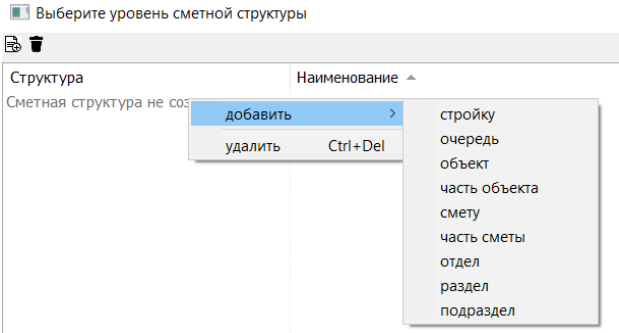 Выберите уровень сметной структуры
Структура Наименование
Сметная структура не соз
добавить
удалить Ctrl+Del
стройку
очередь
объект
часть объекта
смету
часть сметы
отдел
раздел
подраздел